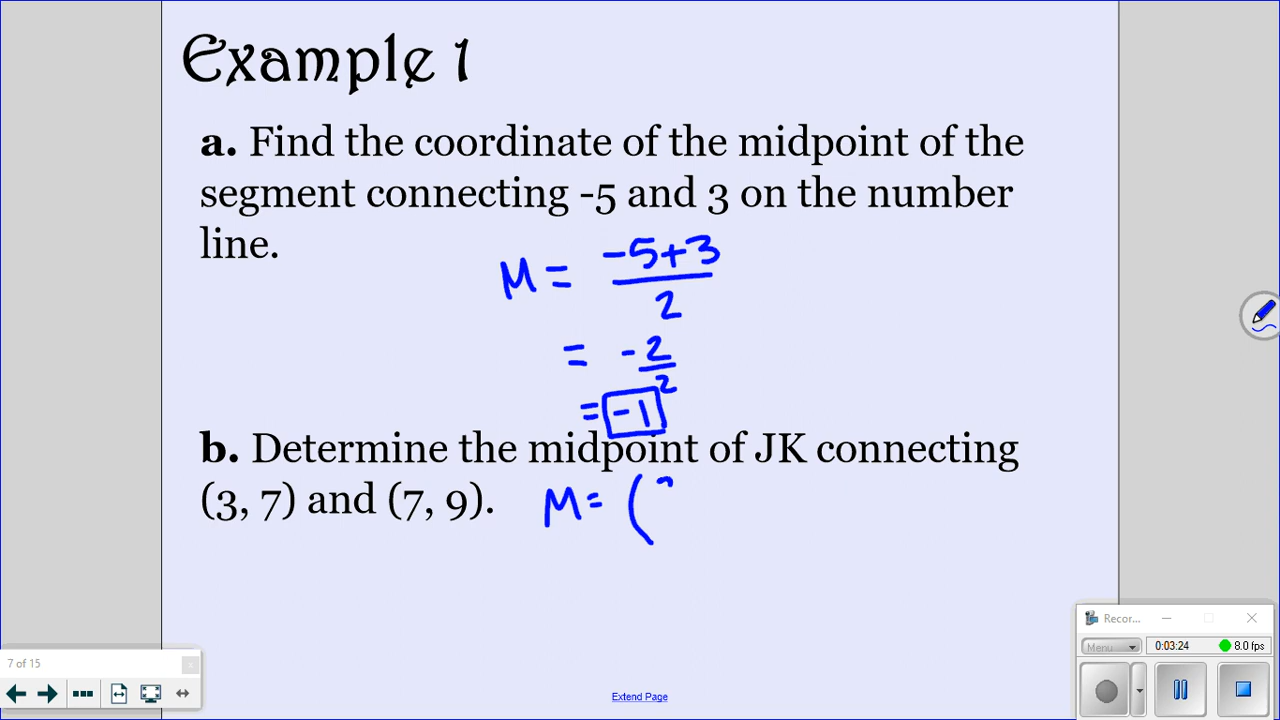 Example 1
a. Find the coordinate of the midpoint of the
segment connecting -5 and 3 on the number
line.
M = -5+3
2
= -2
2
= -1
b. Determine the midpoint of JK connecting
(3, 7) and (7, 9). M = (
Recor...
Menu
0:03:24
8.0 fps
7 of 15
Extend Page